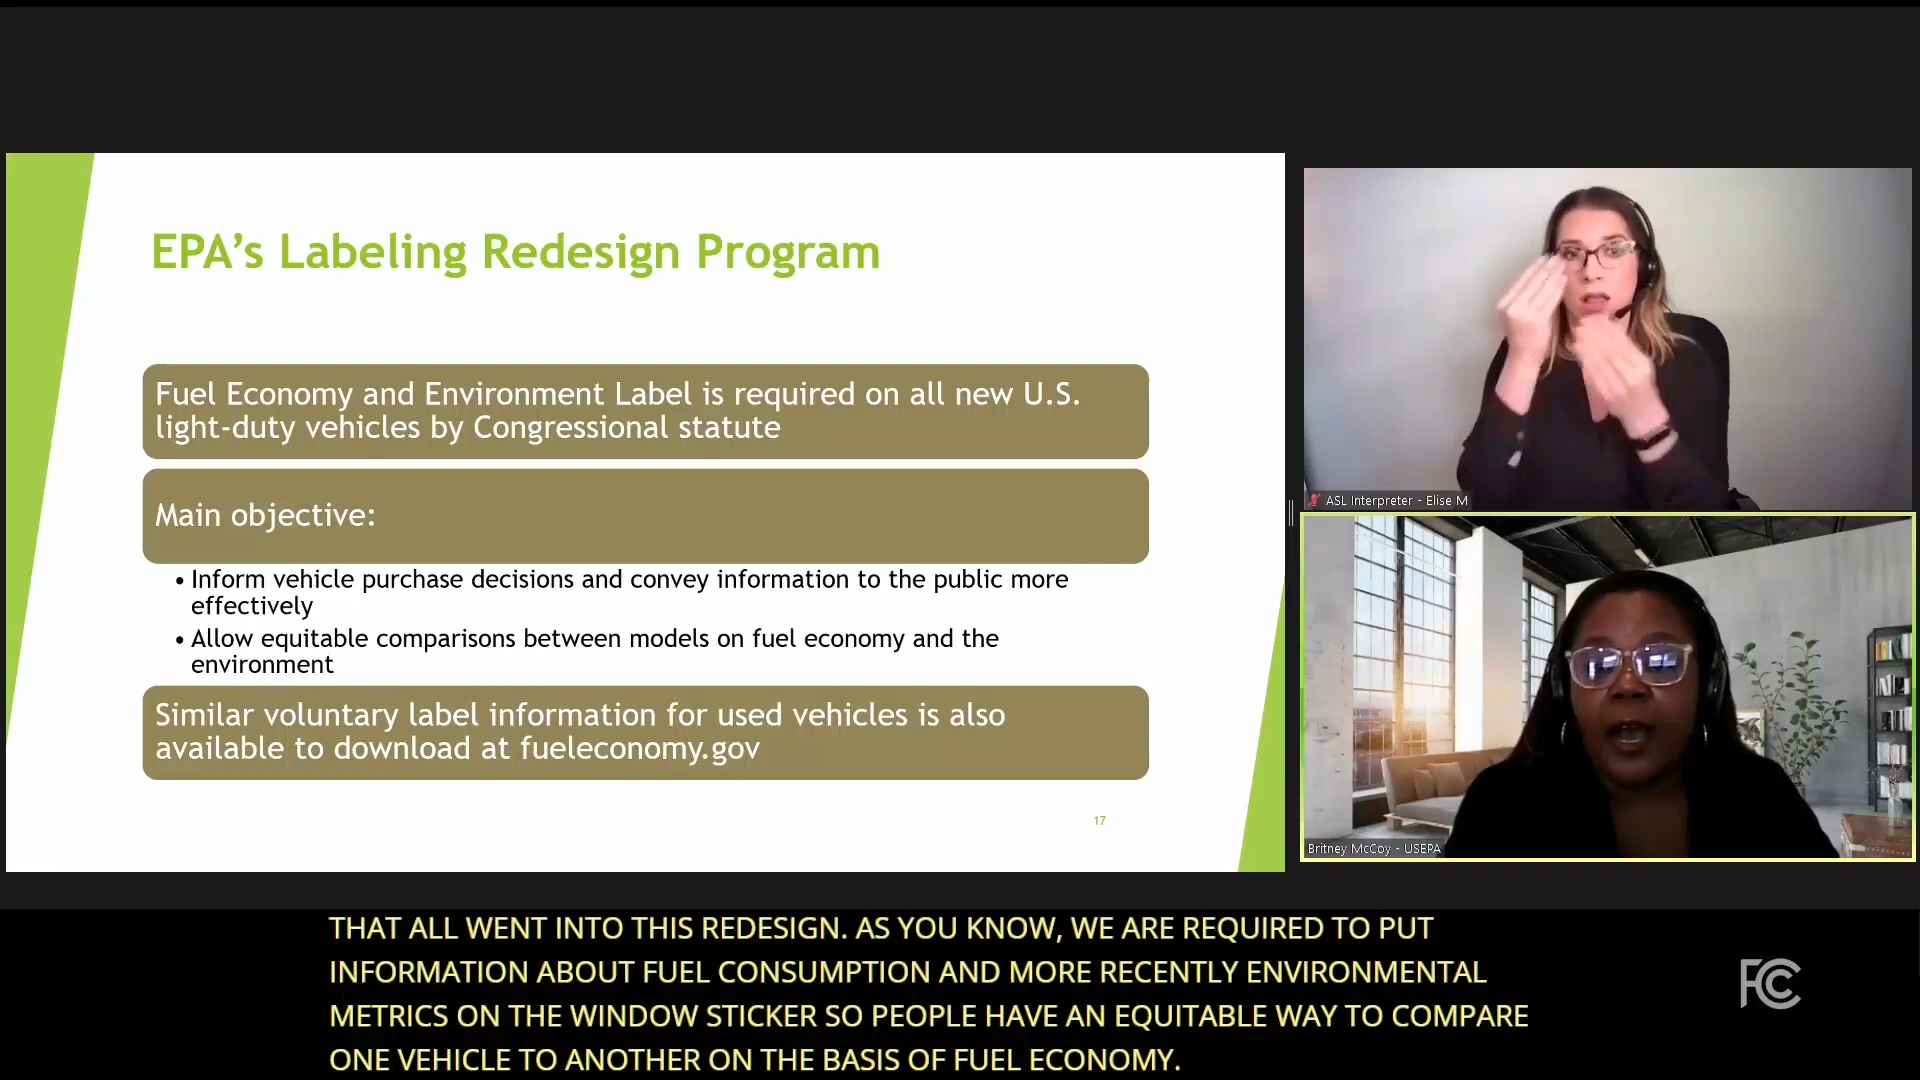 EPA’s Labeling Redesign Program
Fuel Economy and Environment Label is required on all new U.S.
light-duty vehicles by Congressional statute
Main objective:
• Inform vehicle purchase decisions and convey information to the public more
effectively
• Allow equitable comparisons between models on fuel economy and the
environment
Similar voluntary label information for used vehicles is also
available to download at fueleconomy.gov
17
ASL Interpreter - Elise M
Britney McCoy - USEPA
THAT ALL WENT INTO THIS REDESIGN. AS YOU KNOW, WE ARE REQUIRED TO PUT
INFORMATION ABOUT FUEL CONSUMPTION AND MORE RECENTLY ENVIRONMENTAL
METRICS ON THE WINDOW STICKER SO PEOPLE HAVE AN EQUITABLE WAY TO COMPARE
ONE VEHICLE TO ANOTHER ON THE BASIS OF FUEL ECONOMY.
FCC